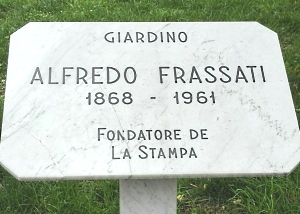 GIARDINO
ALFREDO FRASSATI
1868 - 1961
FONDATORE DE
LA STAMPA